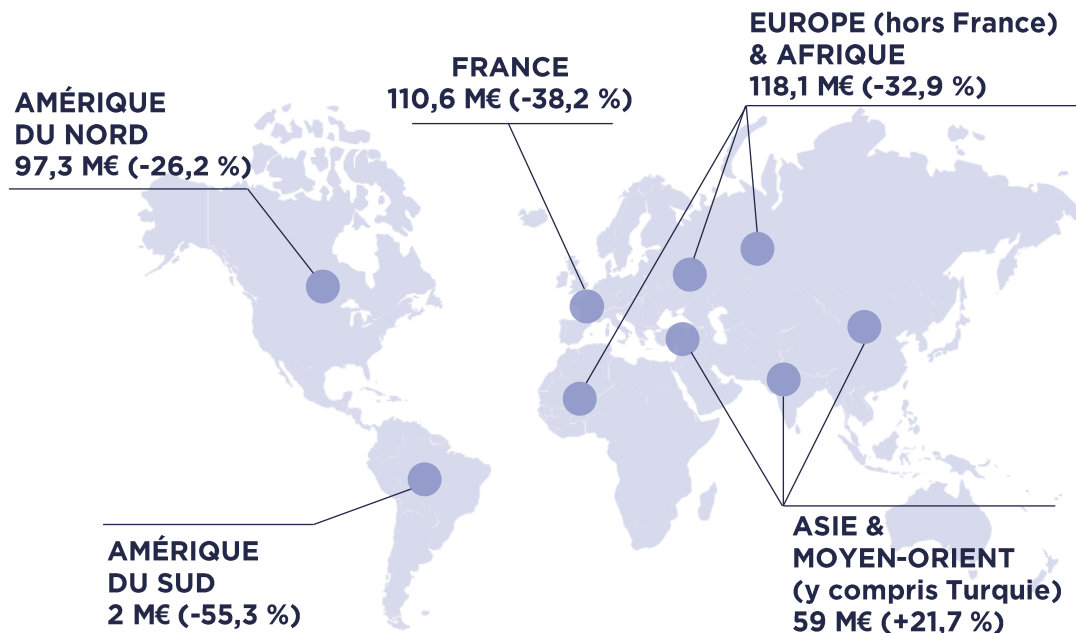 EUROPE (hors France)
& AFRIQUE
118,1 M€ (-32,9 %)
FRANCE
110,6 M€ (-38,2 %)
AMÉRIQUE
DU NORD
97,3 M€ (-26,2 %)
AMÉRIQUE
DU SUD
2 M€ (-55,3 %)
ASIE &
MOYEN-ORIENT
(y compris Turquie)
59 M€ (+21,7 %)